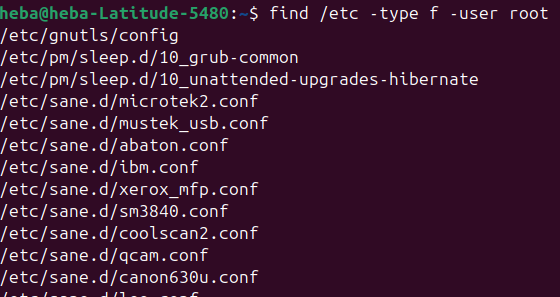 heba@heba-Latitude-5480:~$ find /etc -type f -user root
/etc/gnutls/config
/etc/pm/sleep.d/10_grub-common
/etc/pm/sleep.d/10_unattended-upgrades-hibernate
/etc/sane.d/microtek2.conf
/etc/sane.d/mustek_usb.conf
/etc/sane.d/abaton.conf
/etc/sane.d/ibm.conf
/etc/sane.d/xerox_mfp.conf
/etc/sane.d/sm3840.conf
/etc/sane.d/coolscan2.conf
/etc/sane.d/qcam.conf
/etc/sane.d/canon630u.conf